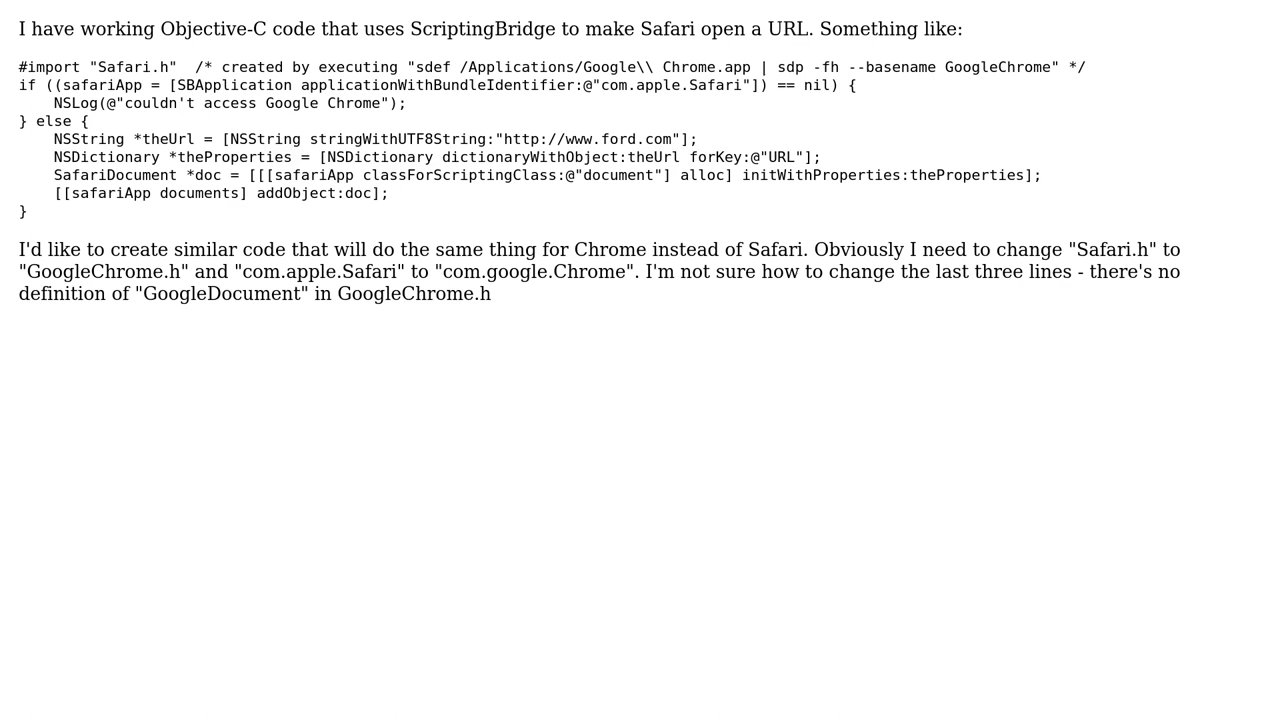 I have working Objective-C code that uses ScriptingBridge to make Safari open a URL. Something like:
#import "Safari.h"  /* created by executing "sdef /Applications/Google\\ Chrome.app | sdp -fh --basename GoogleChrome" */
if ((safariApp = [SBApplication applicationWithBundleIdentifier:@"com.apple.Safari"]) == nil) {
    NSLog(@"couldn't access Google Chrome");
} else {
    NSString *theUrl = [NSString stringWithUTF8String:"http://www.ford.com"];
    NSDictionary *theProperties = [NSDictionary dictionaryWithObject:theUrl forKey:@"URL"];
    SafariDocument *doc = [[[safariApp classForScriptingClass:@"document"] alloc] initWithProperties:theProperties];
    [[safariApp documents] addObject:doc];
}
I'd like to create similar code that will do the same thing for Chrome instead of Safari. Obviously I need to change "Safari.h" to
"GoogleChrome.h" and "com.apple.Safari" to "com.google.Chrome". I'm not sure how to change the last three lines - there's no
definition of "GoogleDocument" in GoogleChrome.h